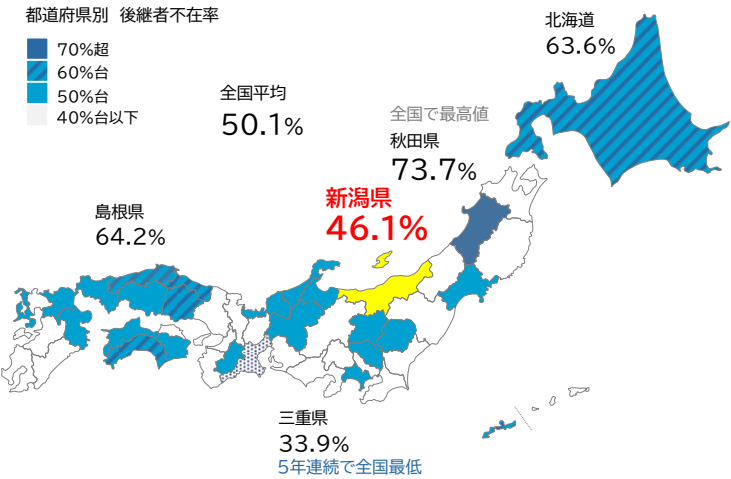 都道府県別 後継者不在率
70%超
60%台
50%台
40%台以下
全国平均
50.1%
北海道
63.6%
全国で最高値
秋田県
73.7%
新潟県
46.1%
島根県
64.2%
三重県
33.9%
5年連続で全国最低